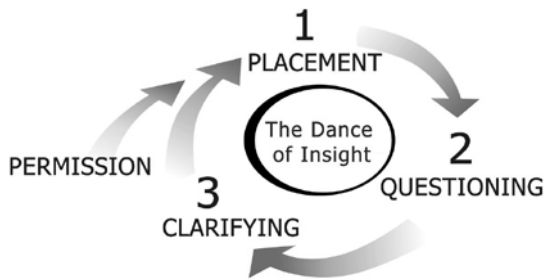 1
PLACEMENT
The Dance
of Insight
2
QUESTIONING
PERMISSION
3
CLARIFYING